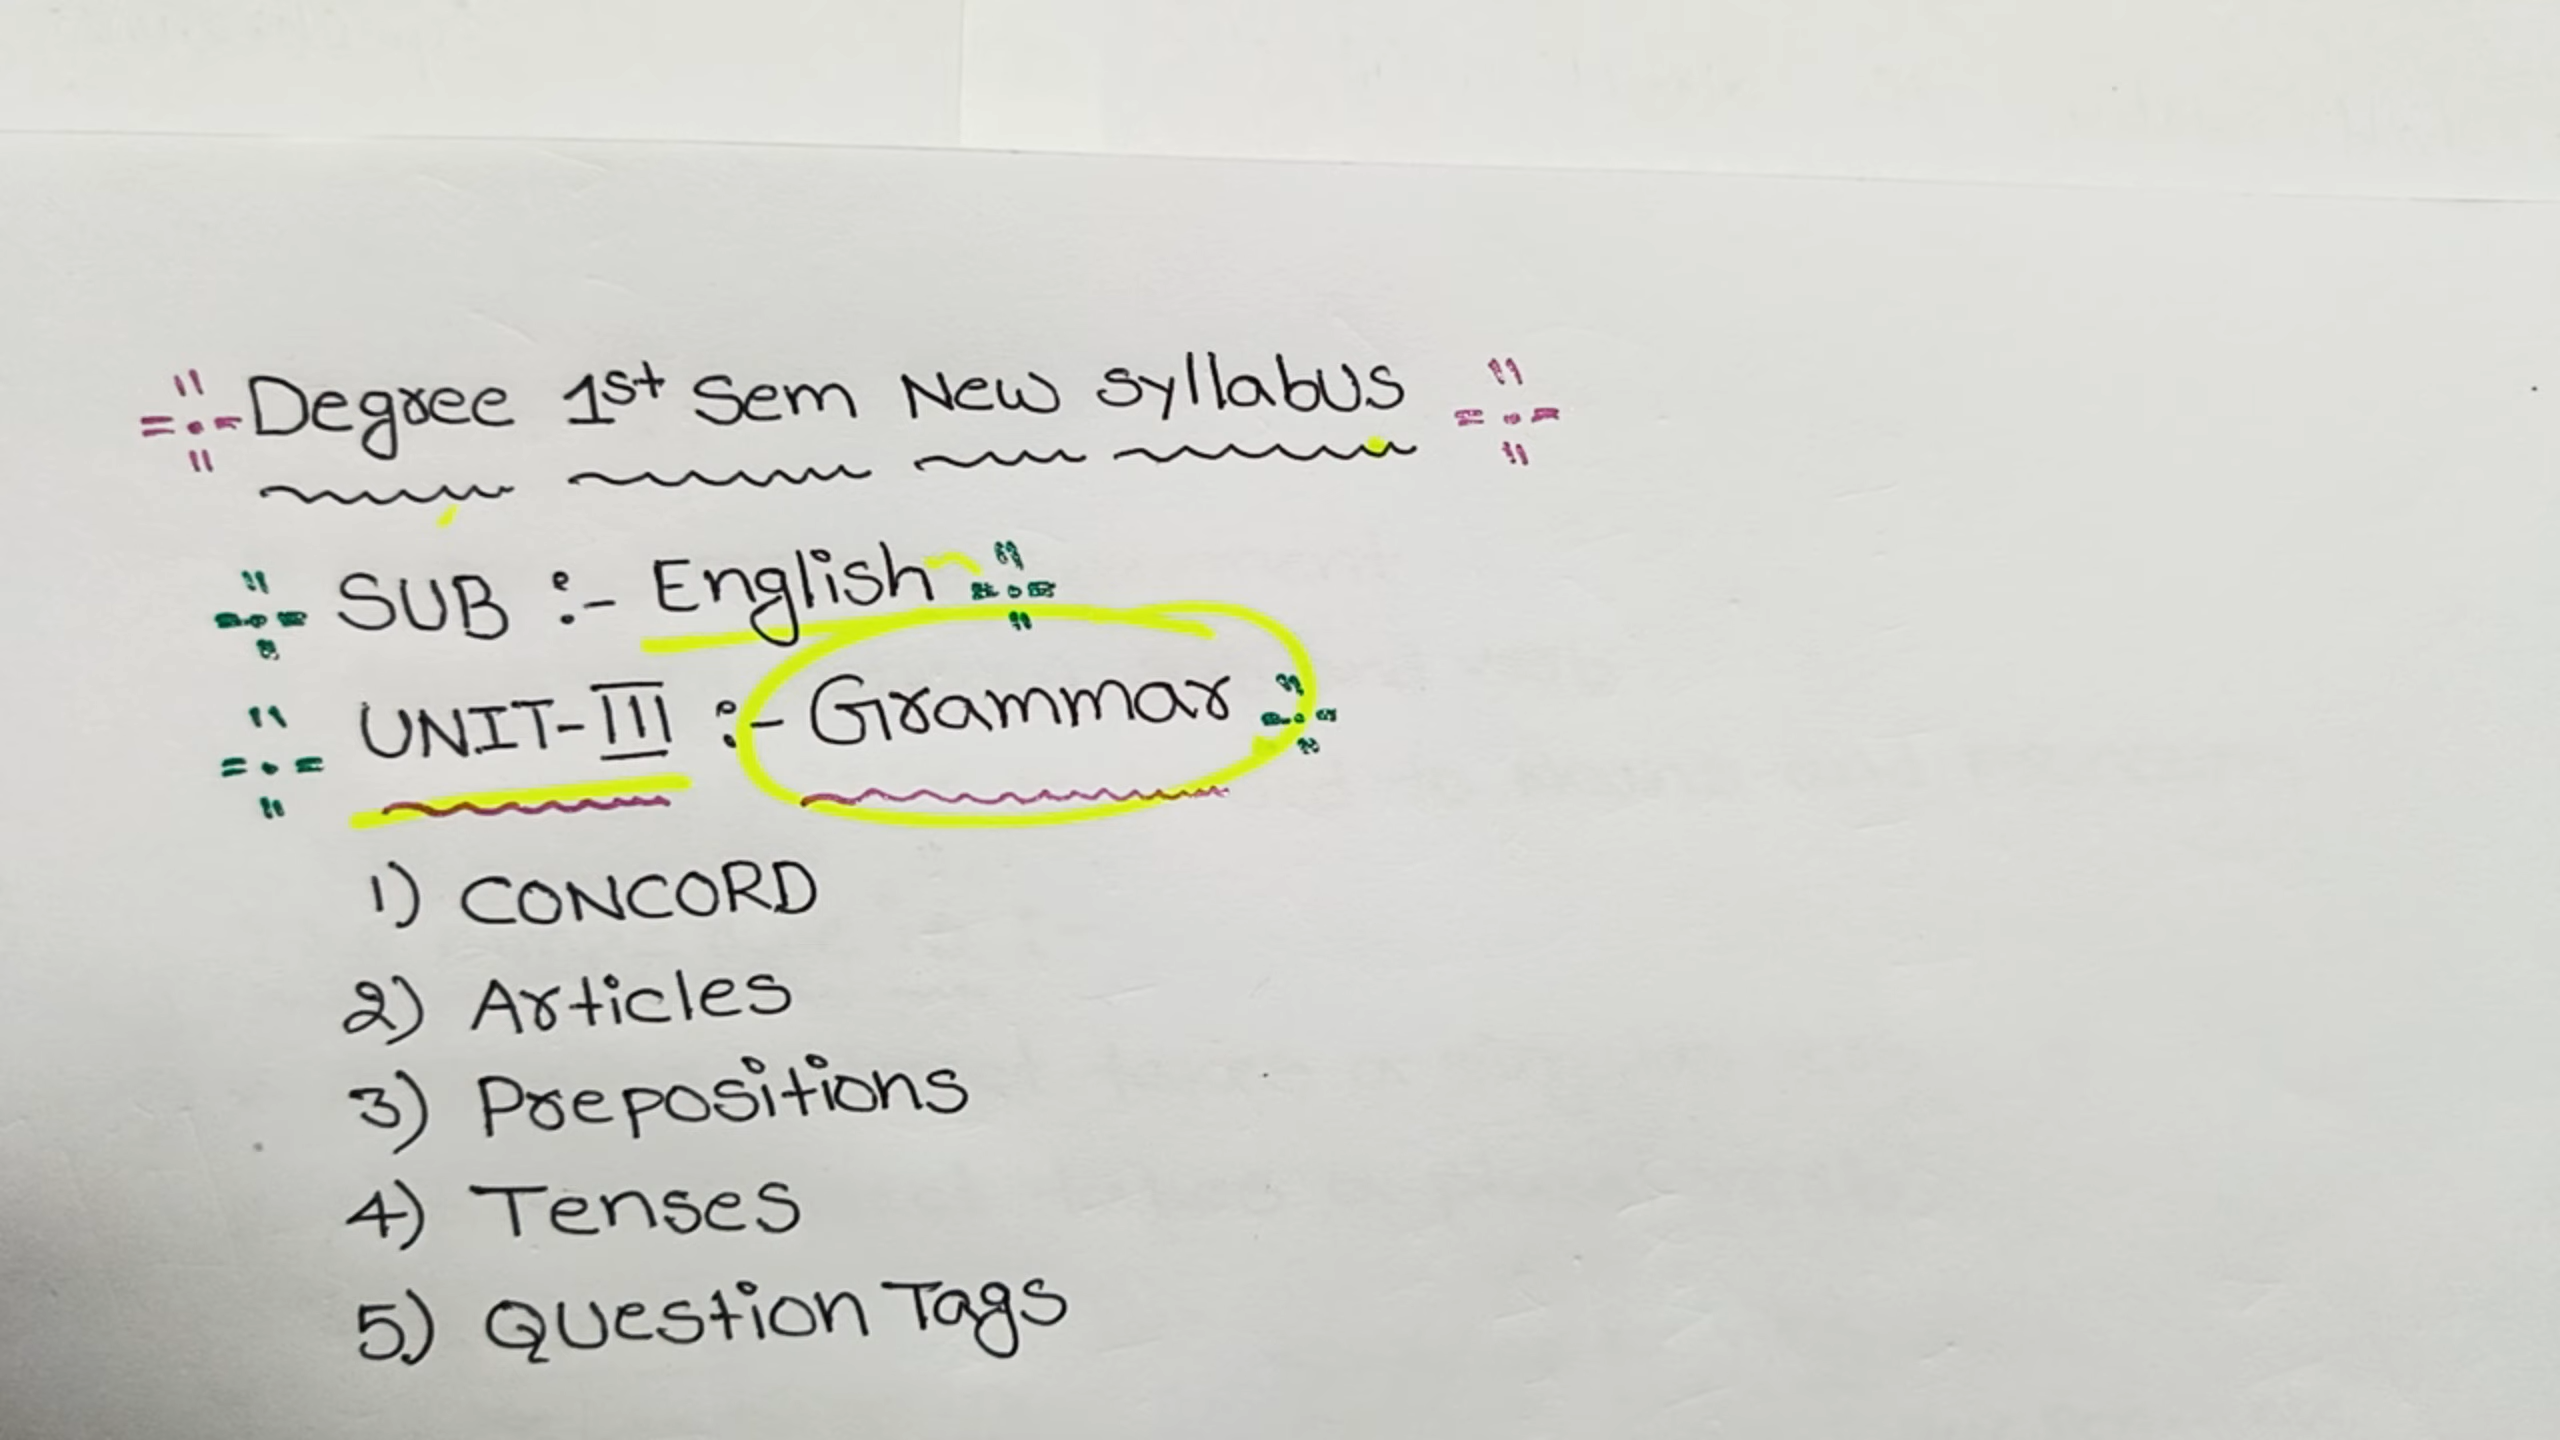 Degree 1st Sem New Syllabus
SUB :- English
UNIT-III :- Grammar
1) CONCORD
2) Articles
3) Prepositions
4) Tenses
5) Question Tags